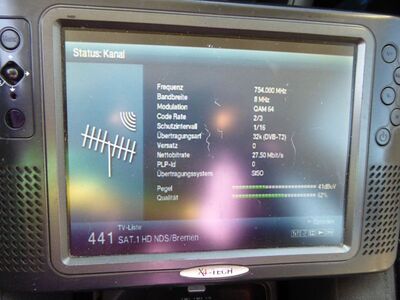 Status: Kanal
Frequenz 754.000 MHz
Bandbreite 8 MHz
Modulation QAM 64
Code Rate 2/3
Schutzintervall 1/16
Übertragungsart 32k (DVB-T2)
Versatz 0
Nettobitrate 27.50 Mbit/s
PLP-Id 0
Übertragungssystem SISO
Pegel 41dBuV
Qualität 62%
TV-Liste
441 SAT.1 HD NDS/Bremen